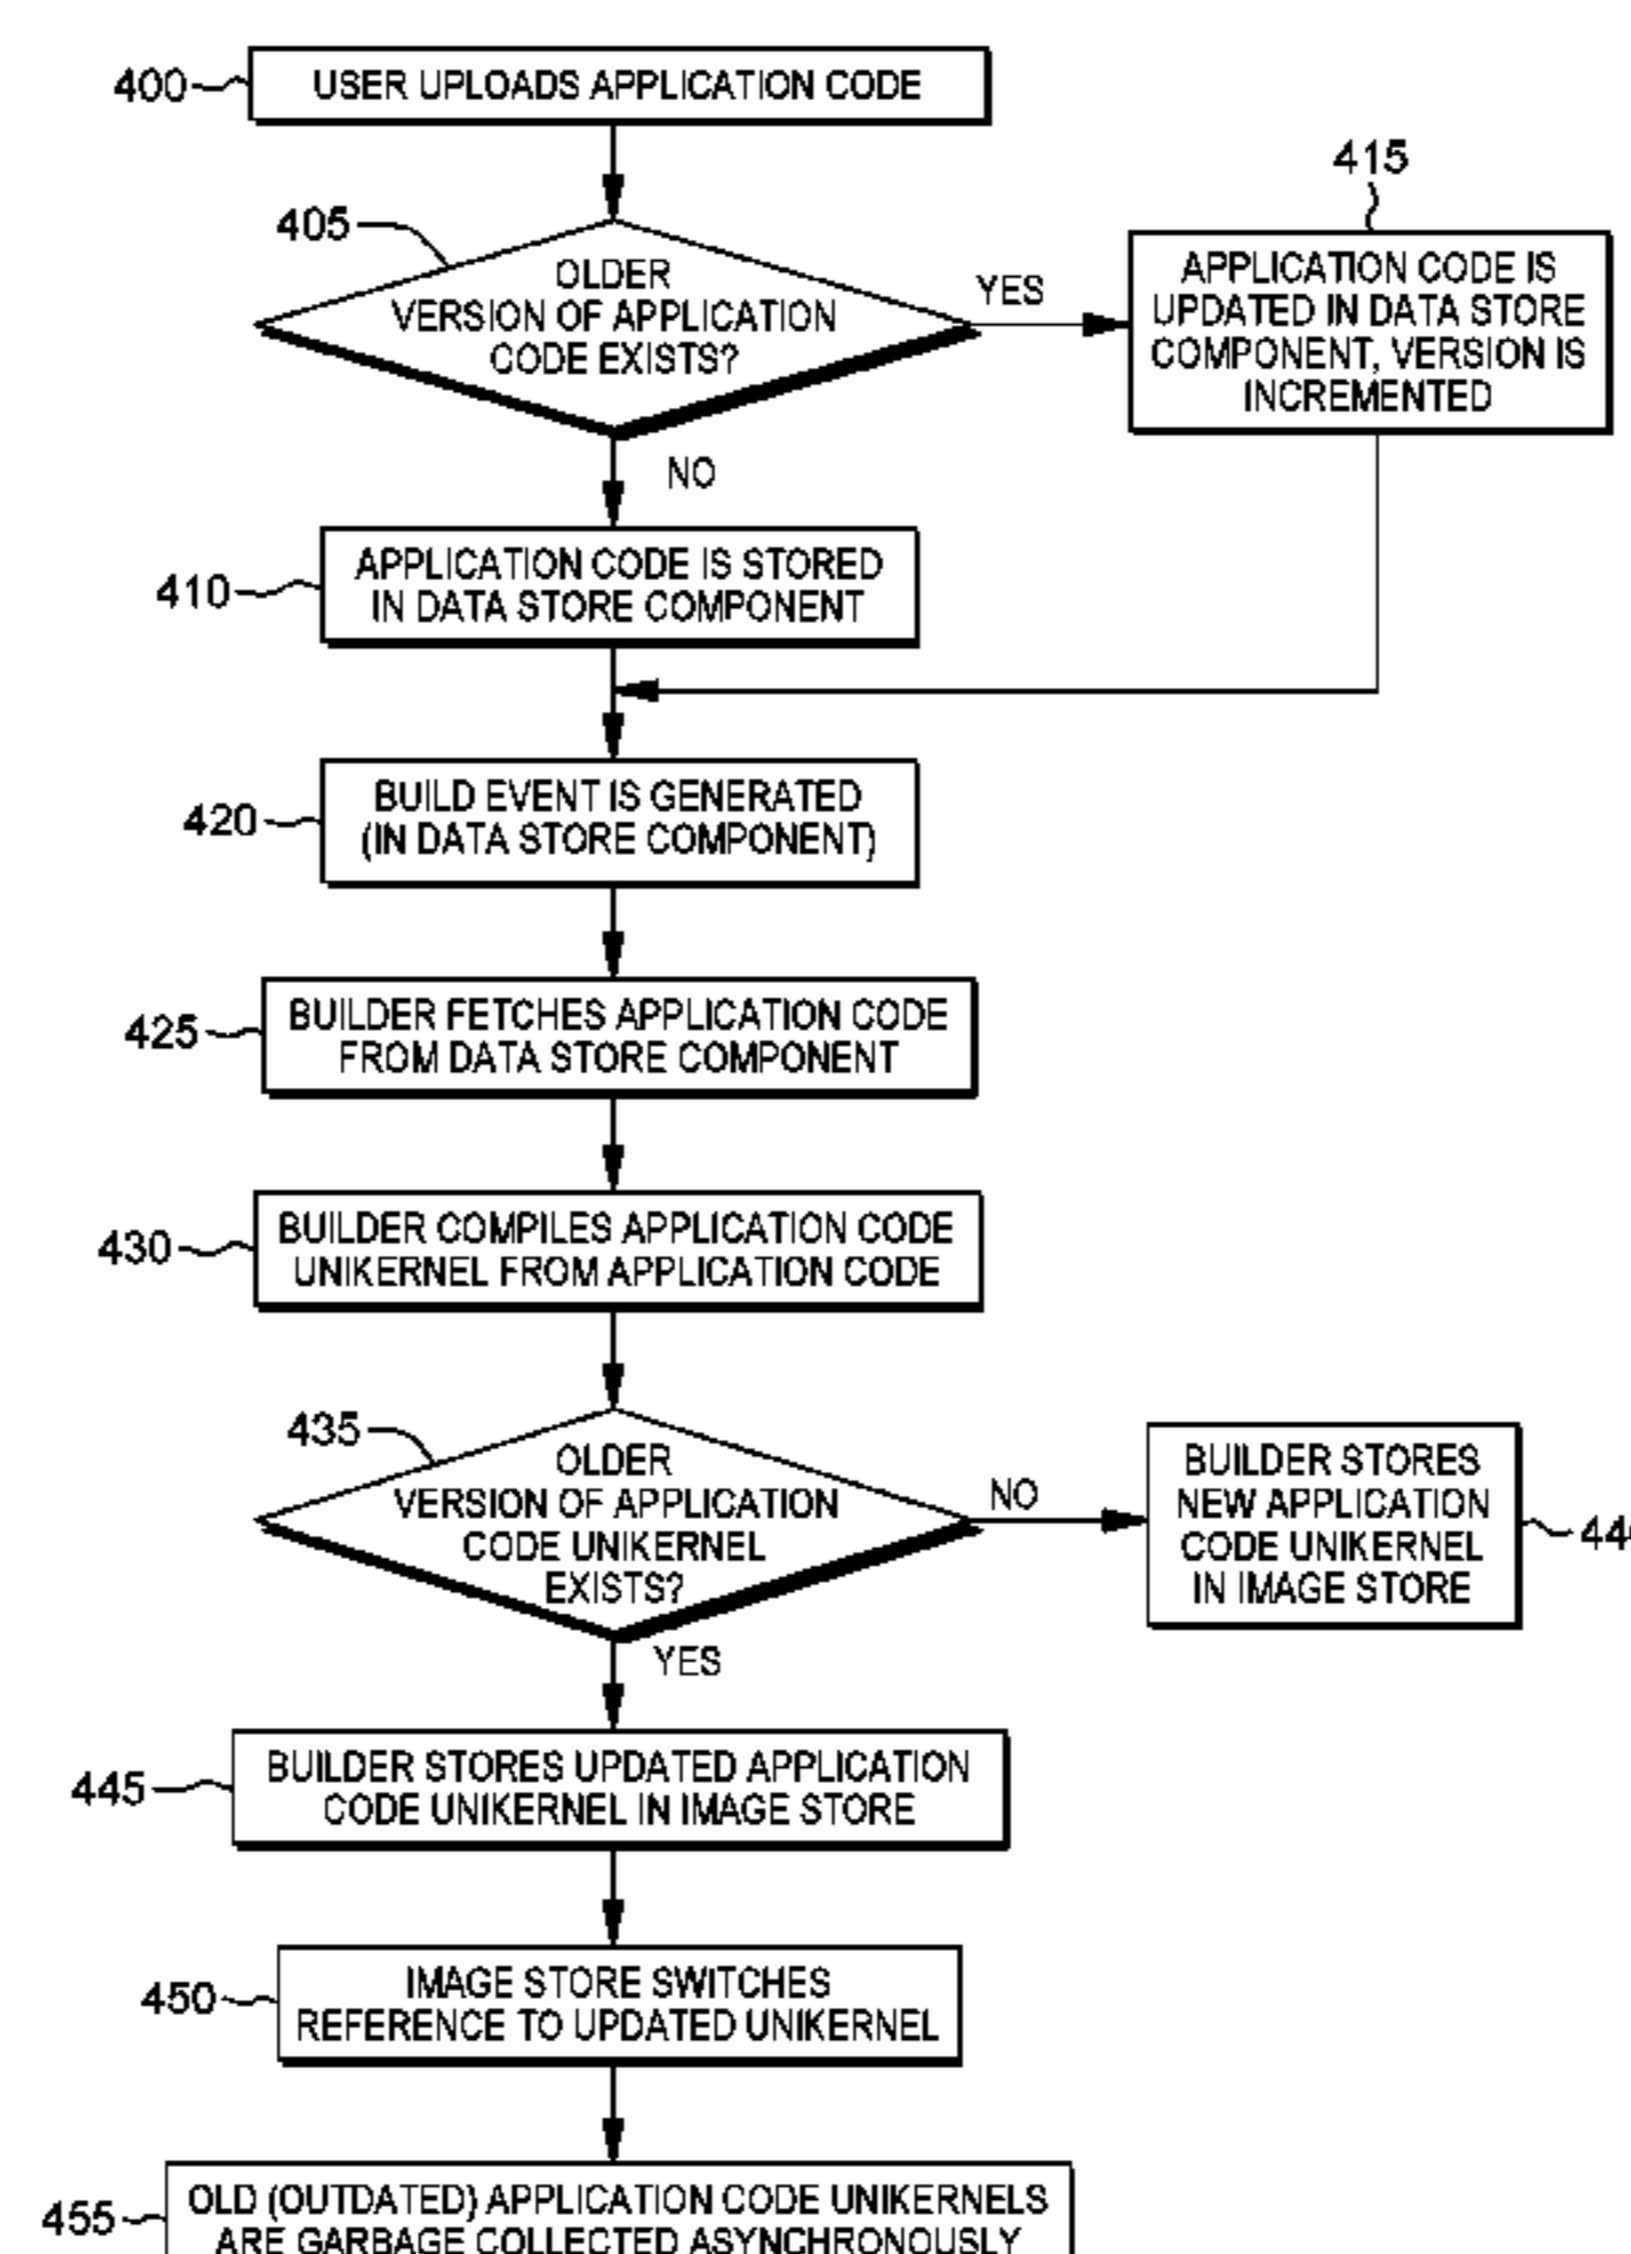 400
USER UPLOADS APPLICATION CODE
405
OLDER
VERSION OF APPLICATION
CODE EXISTS?
YES
415
APPLICATION CODE IS
UPDATED IN DATA STORE
COMPONENT, VERSION IS
INCREMENTED
NO
410
APPLICATION CODE IS STORED
IN DATA STORE COMPONENT
420
BUILD EVENT IS GENERATED
(IN DATA STORE COMPONENT)
425
BUILDER FETCHES APPLICATION CODE
FROM DATA STORE COMPONENT
430
BUILDER COMPILES APPLICATION CODE
UNIKERNEL FROM APPLICATION CODE
435
OLDER
VERSION OF APPLICATION
CODE UNIKERNEL
EXISTS?
NO
BUILDER STORES
NEW APPLICATION
CODE UNIKERNEL
IN IMAGE STORE
YES
445
BUILDER STORES UPDATED APPLICATION
CODE UNIKERNEL IN IMAGE STORE
450
IMAGE STORE SWITCHES
REFERENCE TO UPDATED UNIKERNEL
455
OLD (OUTDATED) APPLICATION CODE UNIKERNELS
ARE GARBAGE COLLECTED ASYNCHRONOUSLY